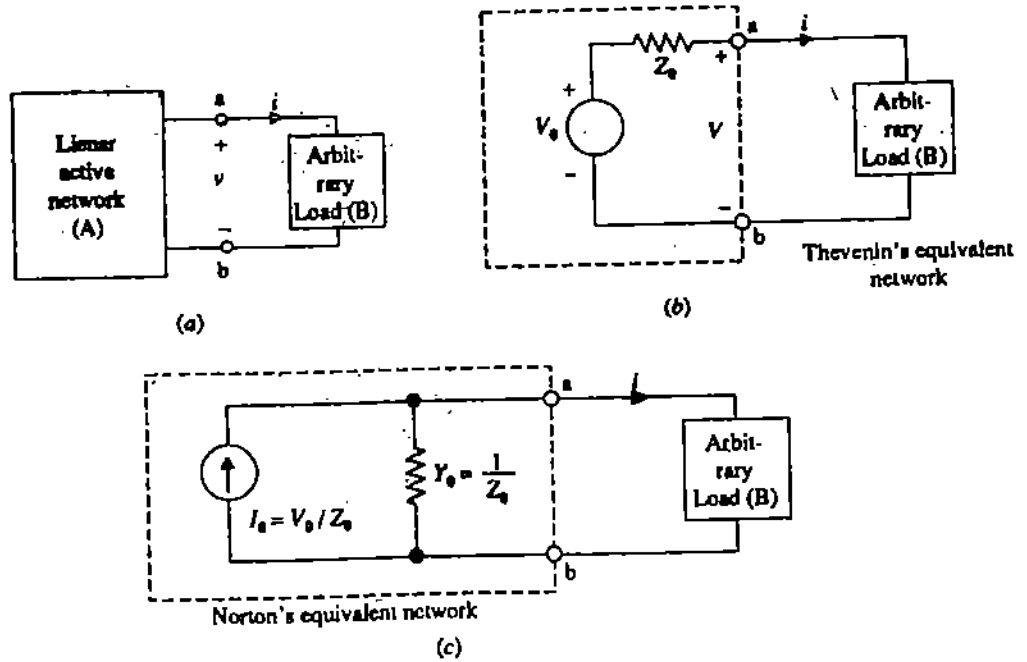 Lienar
active
network
(A)
a
i
+
v
−
b
Arbit-
rary
Load (B)
(a)
a
i
Z₀
+
+
V₀
−
V
−
b
Arbit-
rary
Load (B)
Thevenin's equivalent
network
(b)
a
i
I₀ = V₀ / Z₀
Y₀ = 1/Z₀
b
Arbit-
rary
Load (B)
Norton's equivalent network
(c)